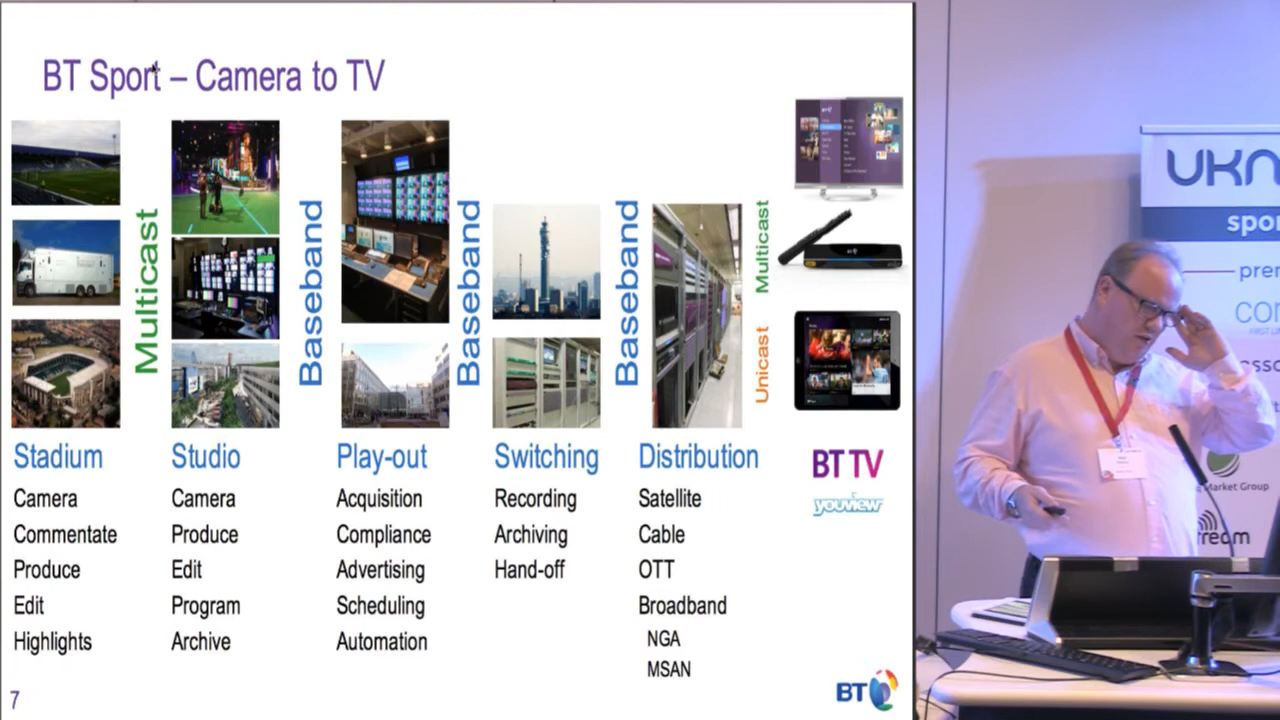 BT Sport – Camera to TV
Multicast
Baseband
Baseband
Baseband
Multicast
Unicast
Stadium
Camera
Commentate
Produce
Edit
Highlights
Studio
Camera
Produce
Edit
Program
Archive
Play-out
Acquisition
Compliance
Advertising
Scheduling
Automation
Switching
Recording
Archiving
Hand-off
Distribution
Satellite
Cable
OTT
Broadband
NGA
MSAN
BT TV
youview
7
BT
UKN
spor
prem
Market Group